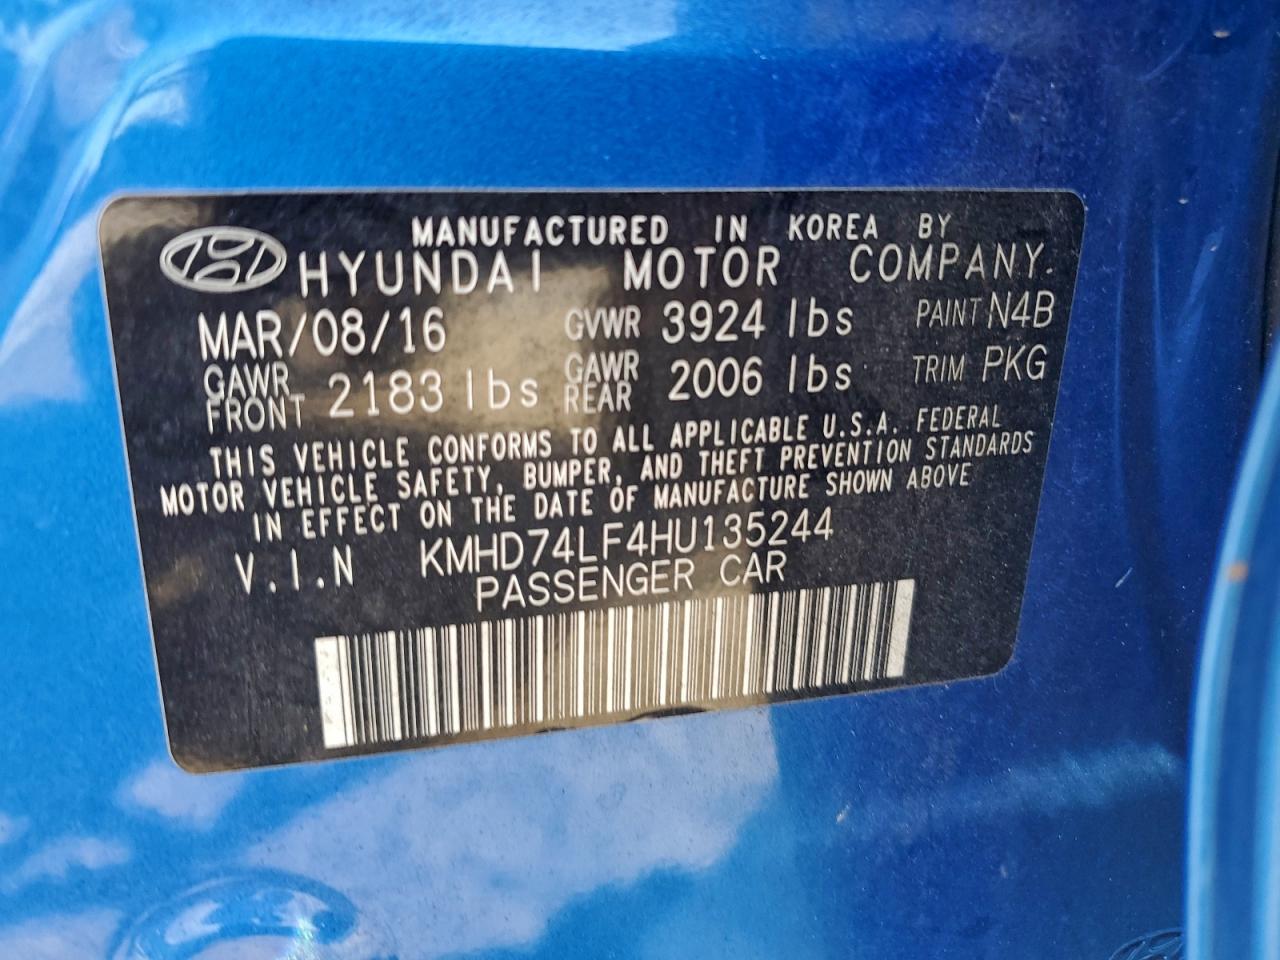 MANUFACTURED IN KOREA BY
HYUNDAI MOTOR COMPANY.
MAR/08/16 GVWR 3924 lbs PAINT N4B
GAWR FRONT 2183 lbs GAWR REAR 2006 lbs TRIM PKG
THIS VEHICLE CONFORMS TO ALL APPLICABLE U.S.A. FEDERAL
MOTOR VEHICLE SAFETY, BUMPER, AND THEFT PREVENTION STANDARDS
IN EFFECT ON THE DATE OF MANUFACTURE SHOWN ABOVE
V.I.N KMHD74LF4HU135244
PASSENGER CAR